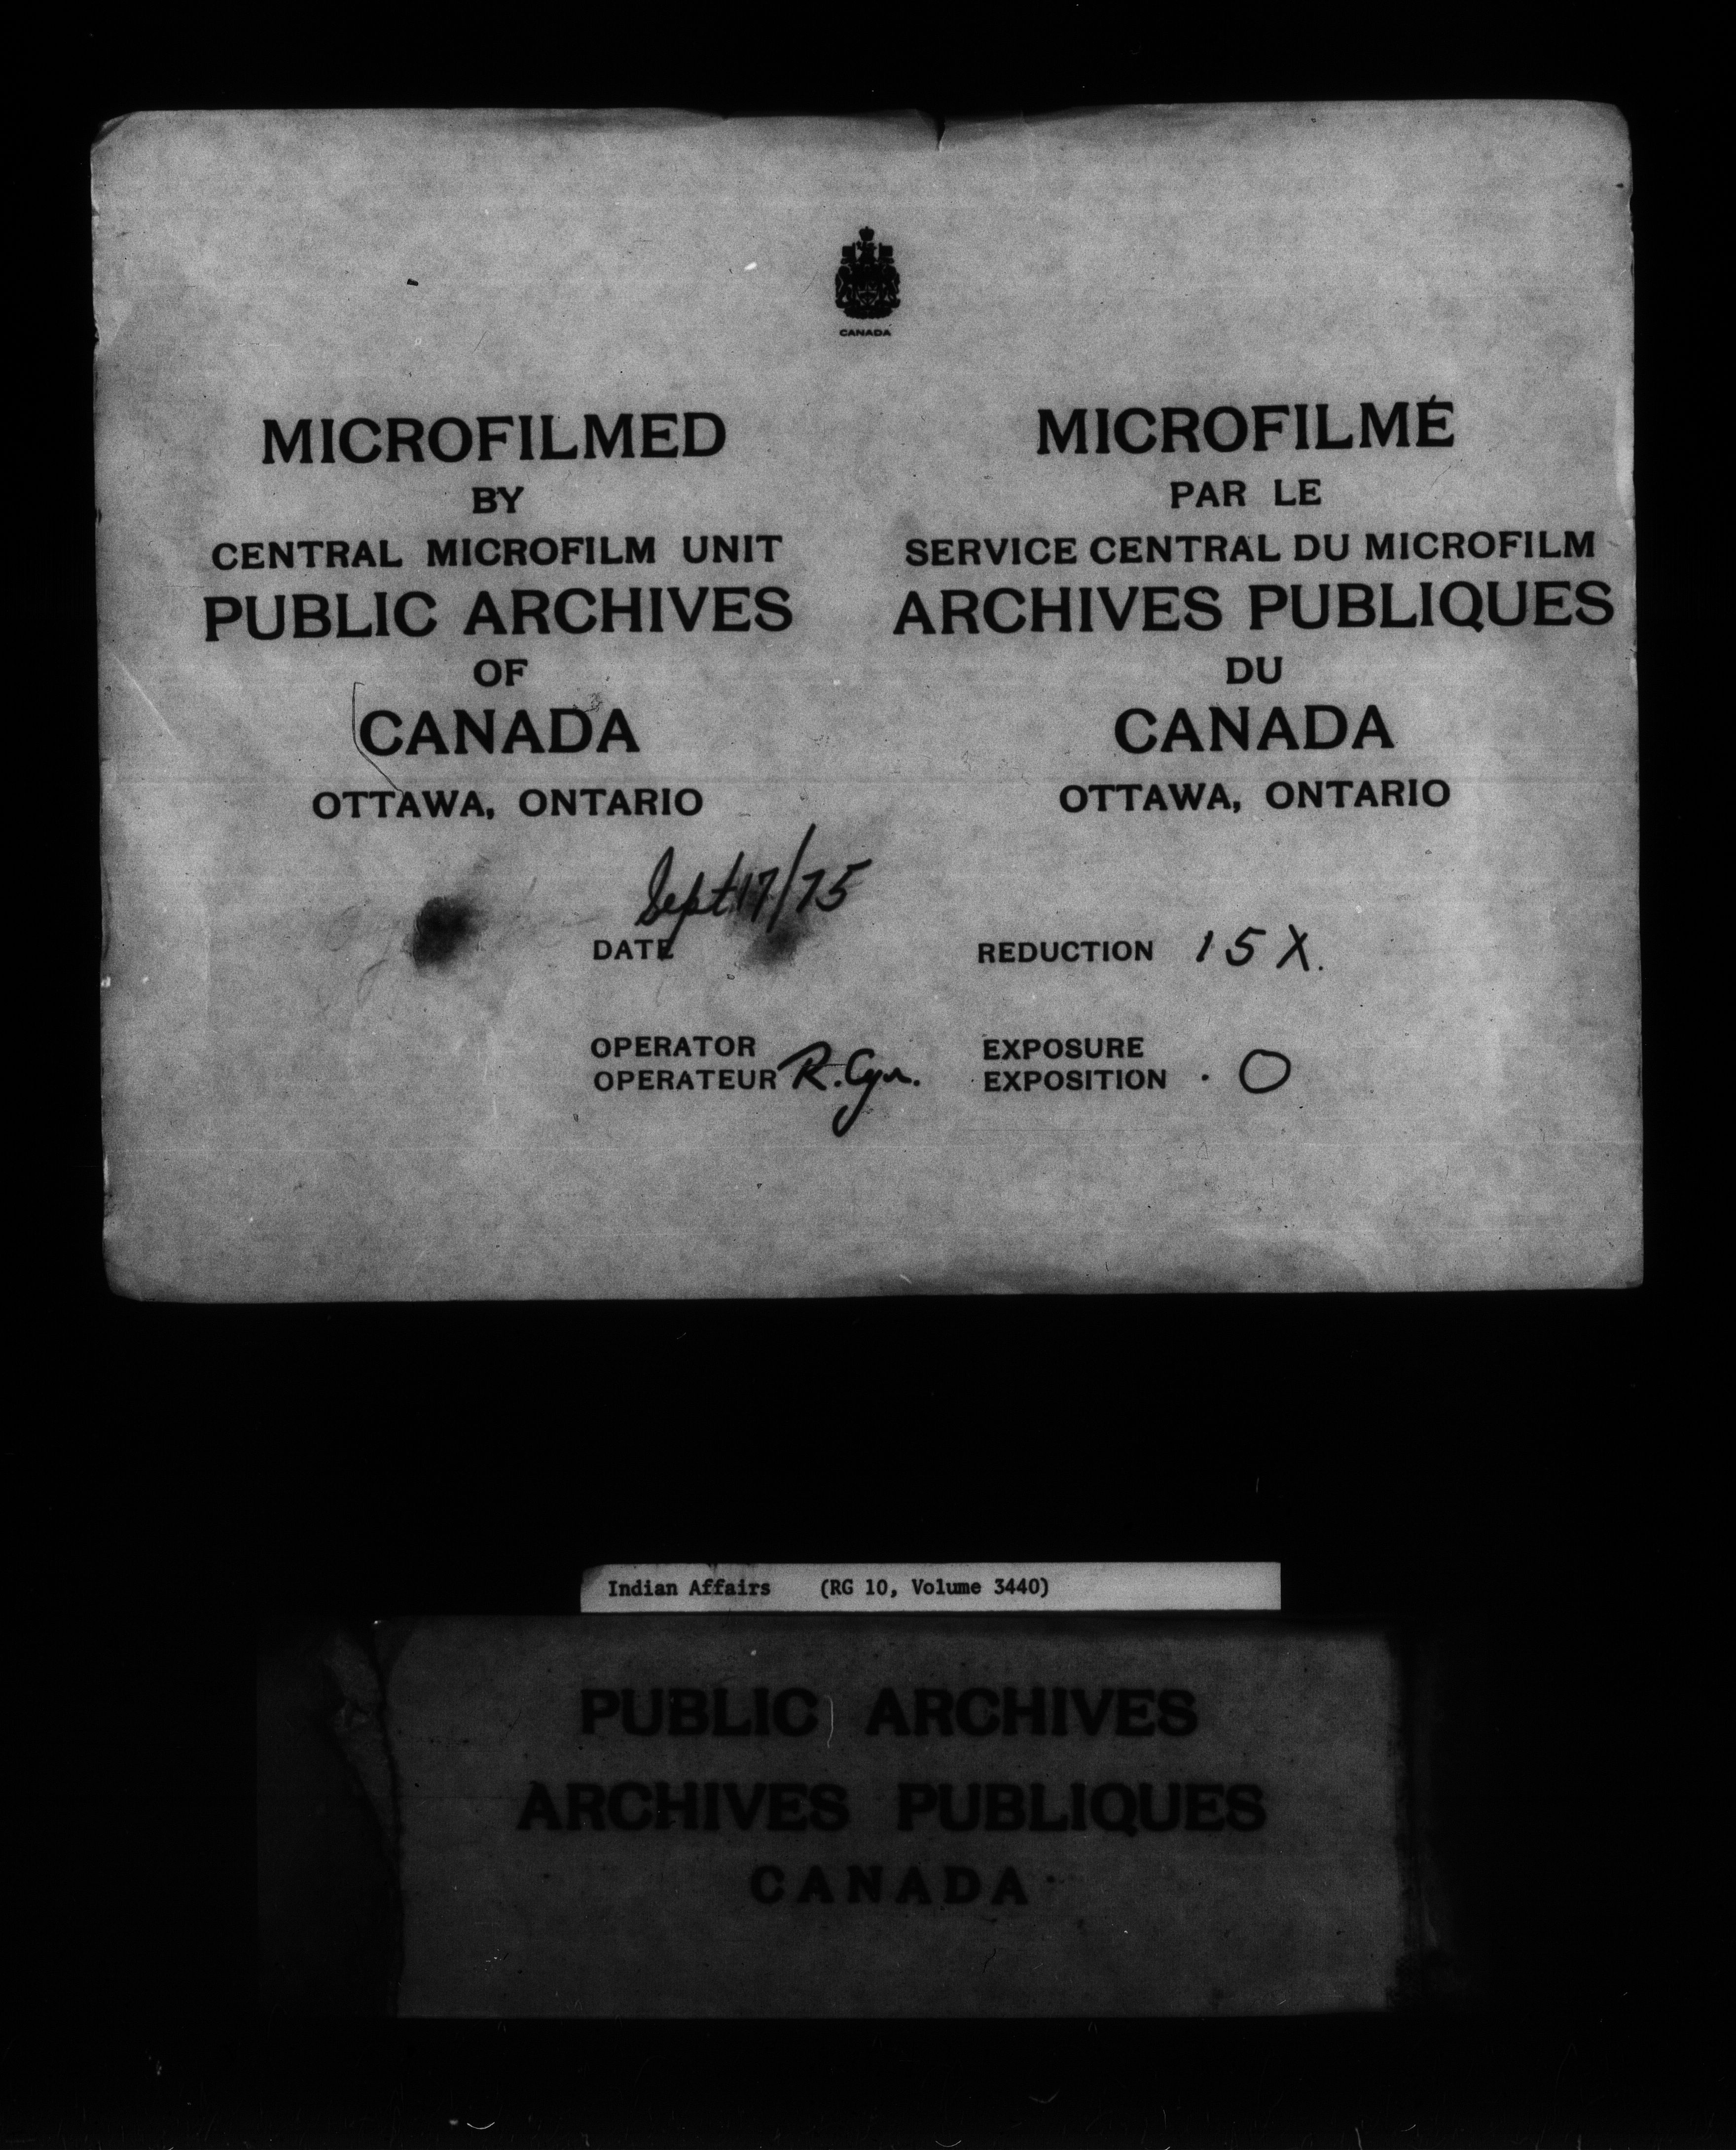 CANADA
MICROFILMED
BY
CENTRAL MICROFILM UNIT
PUBLIC ARCHIVES
OF
CANADA
OTTAWA, ONTARIO
MICROFILMÉ
PAR LE
SERVICE CENTRAL DU MICROFILM
ARCHIVES PUBLIQUES
DU
CANADA
OTTAWA, ONTARIO
Sept 17/75
DATE
REDUCTION 15 X.
OPERATOR
OPERATEUR R. Cyr.
EXPOSURE
EXPOSITION . O
Indian Affairs (RG 10, Volume 3440)
PUBLIC ARCHIVES
ARCHIVES PUBLIQUES
CANADA